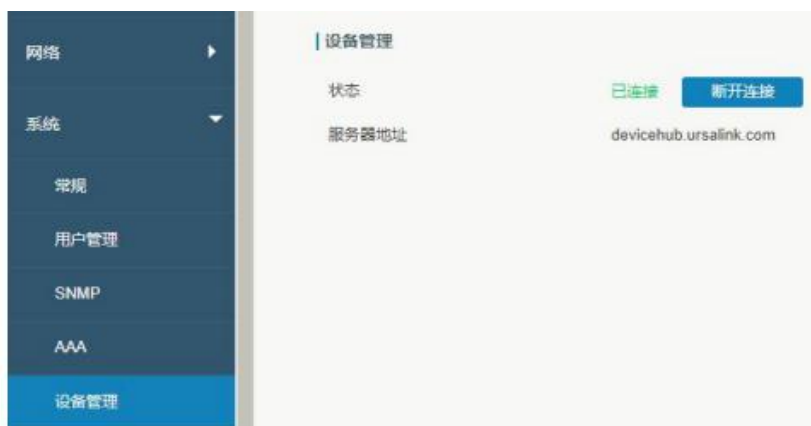 网络
系统
常规
用户管理
SNMP
AAA
设备管理
设备管理
状态 已连接 断开连接
服务器地址 devicehub.ursalink.com